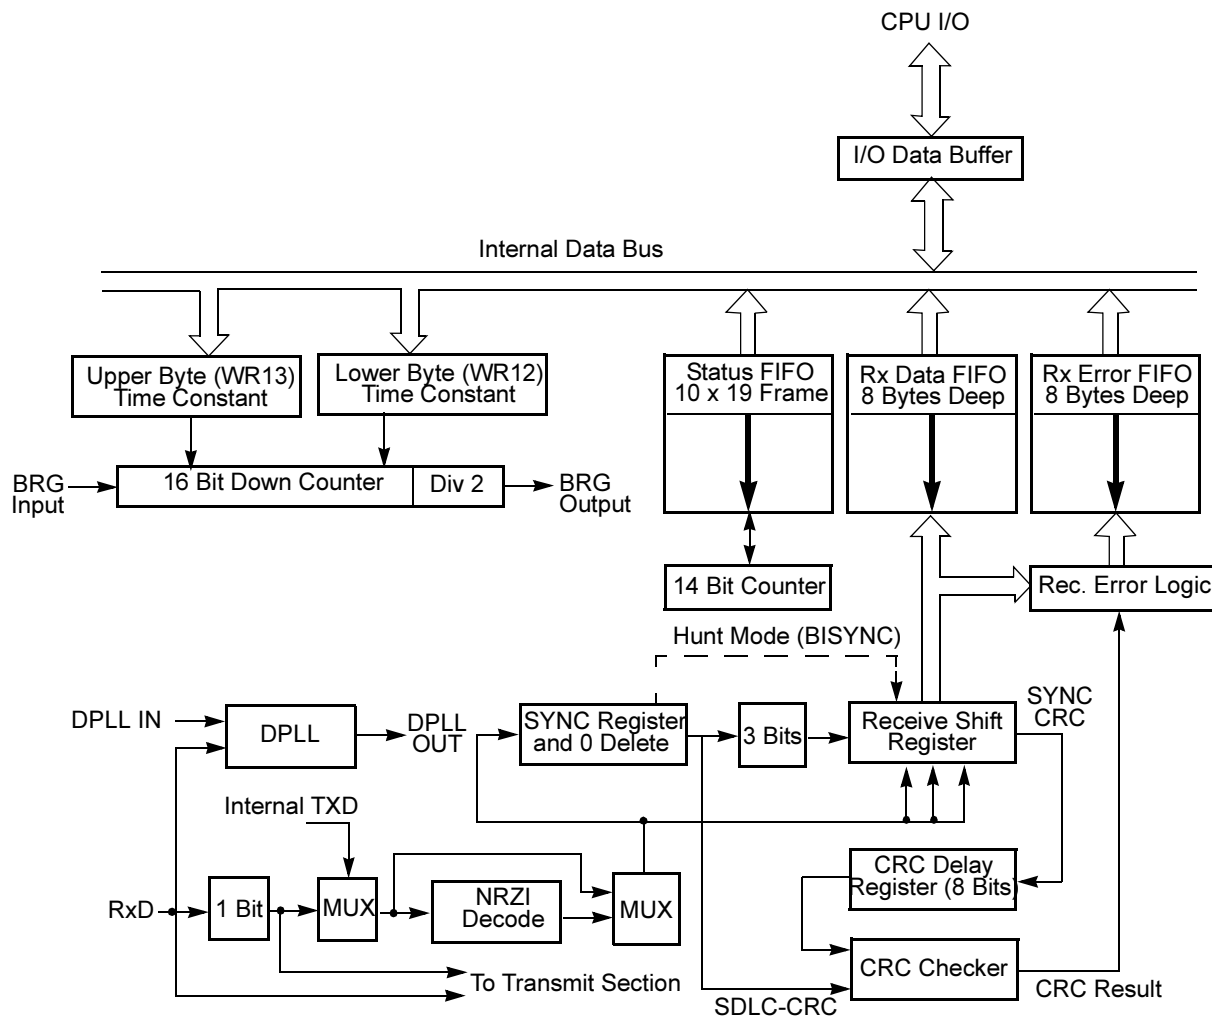 CPU I/O
I/O Data Buffer
Internal Data Bus
Upper Byte (WR13)
Time Constant
Lower Byte (WR12)
Time Constant
Status FIFO
10 x 19 Frame
Rx Data FIFO
8 Bytes Deep
Rx Error FIFO
8 Bytes Deep
BRG
Input
16 Bit Down Counter
Div 2
BRG
Output
14 Bit Counter
Rec. Error Logic
Hunt Mode (BISYNC)
DPLL IN
DPLL
DPLL
OUT
SYNC Register
and 0 Delete
3 Bits
Receive Shift
Register
SYNC
CRC
Internal TXD
RxD
1 Bit
MUX
NRZI
Decode
MUX
CRC Delay
Register (8 Bits)
To Transmit Section
CRC Checker
SDLC-CRC
CRC Result